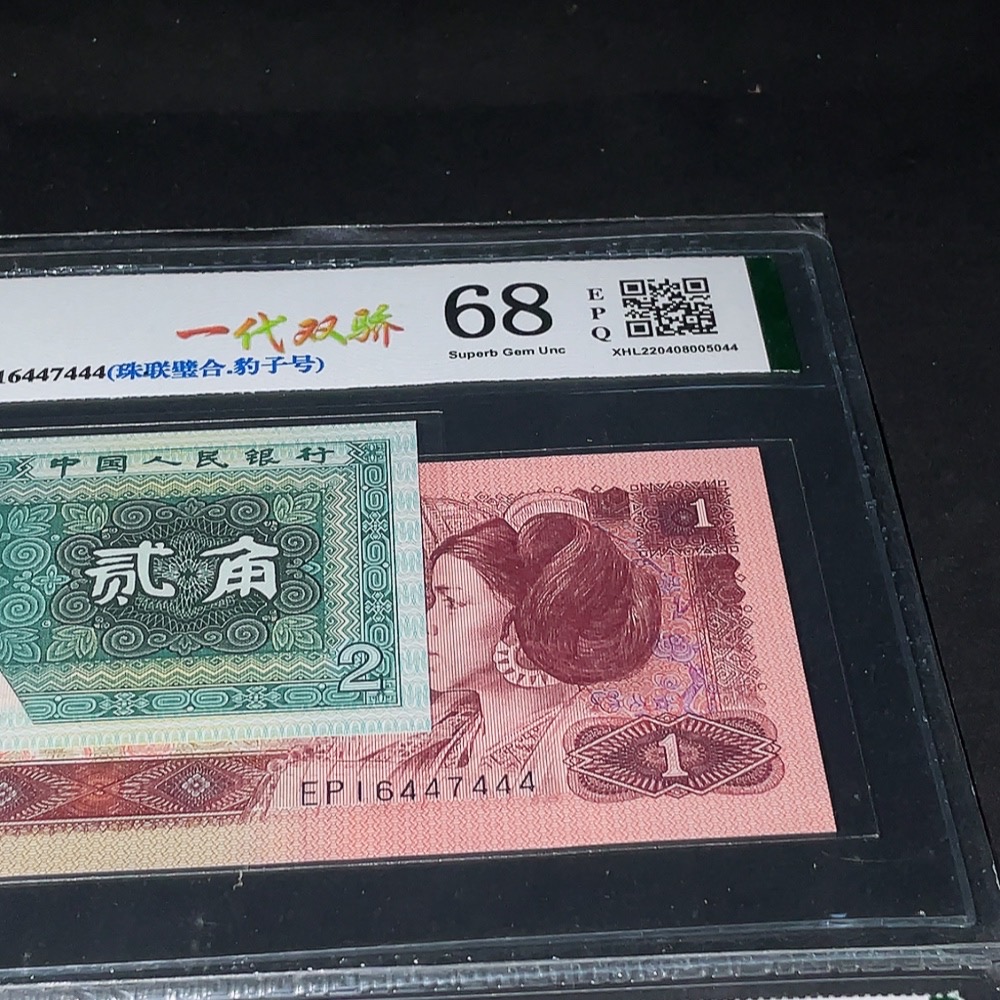 一代双骄
16447444(珠联璧合.豹子号)
68
Superb Gem Unc
E
P
Q
XHL220408005044
中国人民银行
贰角
2
1
1
EP16447444